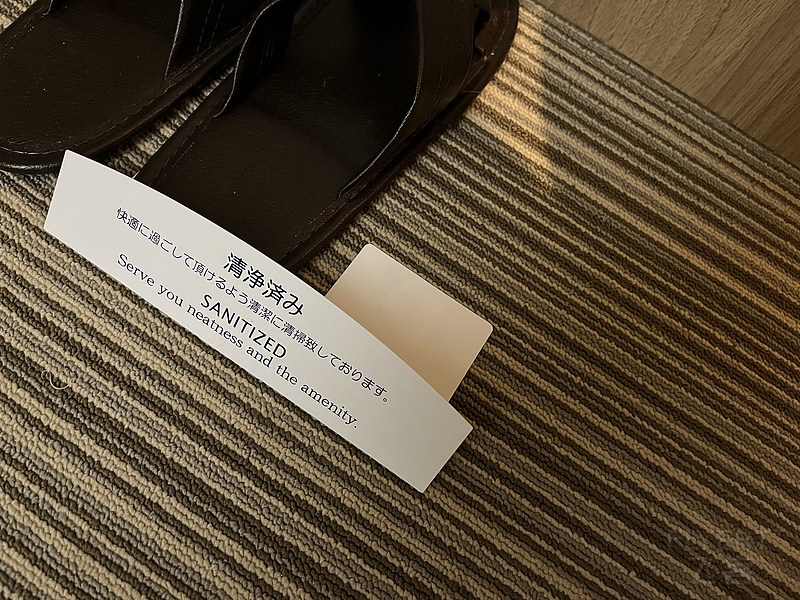 清浄済み
快適に過ごして頂けるよう清潔に清掃致しております。
SANITIZED
Serve you neatness and the amenity.